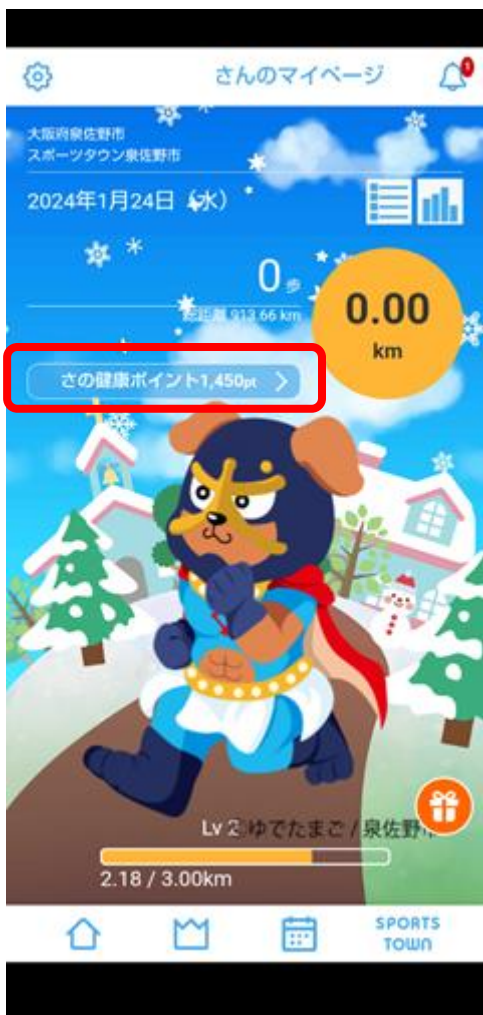 1
さんのマイページ
大阪府泉佐野市
スポーツタウン泉佐野市
2024年1月24日 (水)
0歩
総距離 913.66 km
0.00
km
さの健康ポイント1,450pt
Lv 2
©ゆでたまご / 泉佐野市
2.18 / 3.00km
SPORTS
TOWN